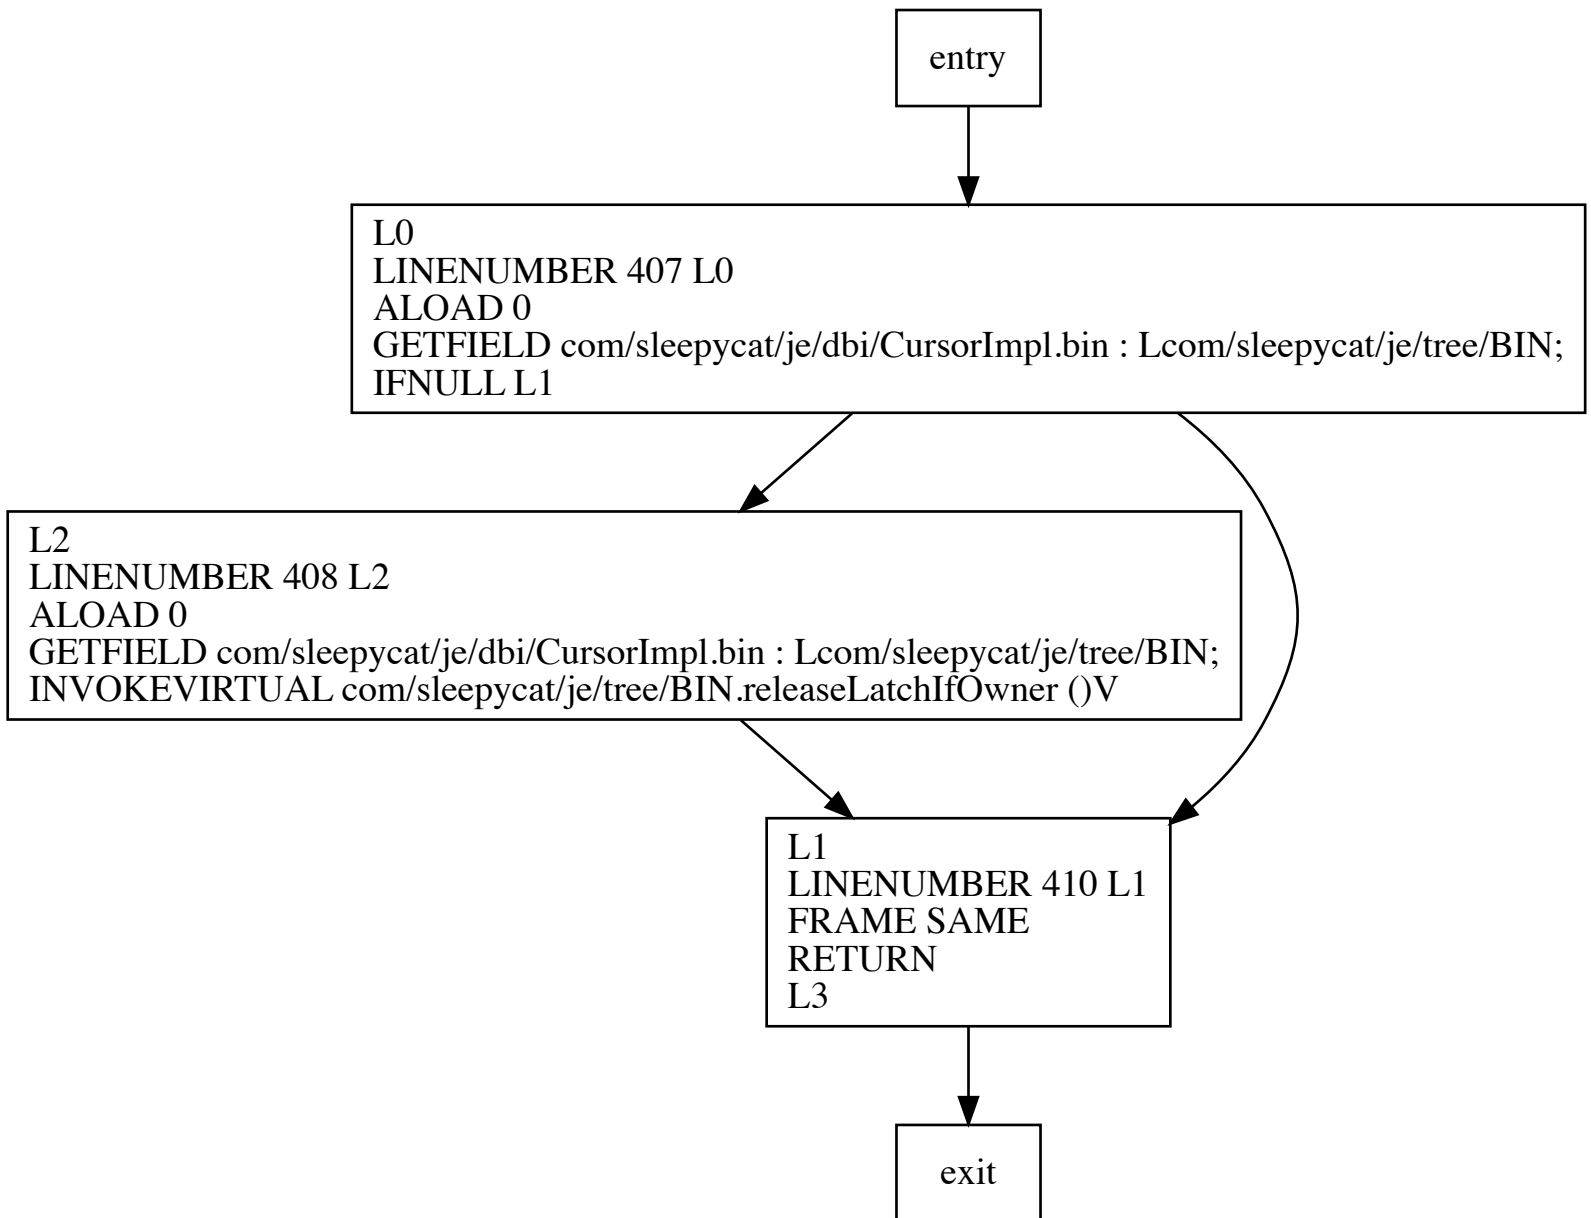 entry
L0
LINENUMBER 407 L0
ALOAD 0
GETFIELD com/sleepycat/je/dbi/CursorImpl.bin : Lcom/sleepycat/je/tree/BIN;
IFNULL L1
L2
LINENUMBER 408 L2
ALOAD 0
GETFIELD com/sleepycat/je/dbi/CursorImpl.bin : Lcom/sleepycat/je/tree/BIN;
INVOKEVIRTUAL com/sleepycat/je/tree/BIN.releaseLatchIfOwner ()V
L1
LINENUMBER 410 L1
FRAME SAME
RETURN
L3
exit